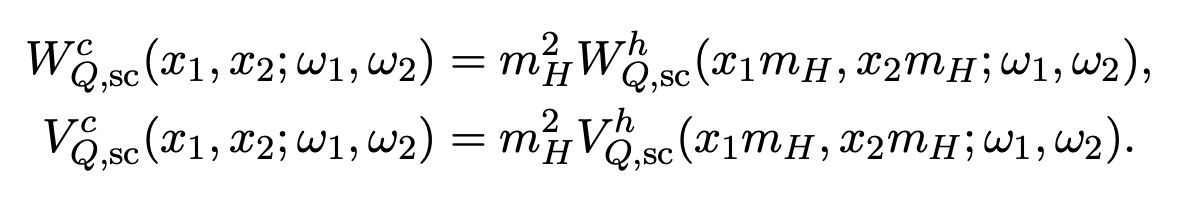 W^c_{Q,sc}(x_1, x_2; ω_1, ω_2) = m_H^2 W^h_{Q,sc}(x_1 m_H, x_2 m_H; ω_1, ω_2),
V^c_{Q,sc}(x_1, x_2; ω_1, ω_2) = m_H^2 V^h_{Q,sc}(x_1 m_H, x_2 m_H; ω_1, ω_2).